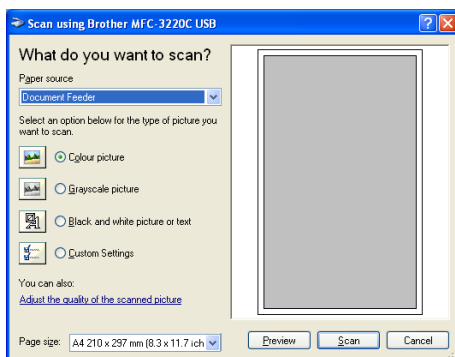 Scan using Brother MFC-3220C USB
What do you want to scan?
Paper source
Document Feeder
Select an option below for the type of picture you
want to scan.
Colour picture
Grayscale picture
Black and white picture or text
Custom Settings
You can also:
Adjust the quality of the scanned picture
Page size: A4 210 x 297 mm (8.3 x 11.7 ich
Preview Scan Cancel